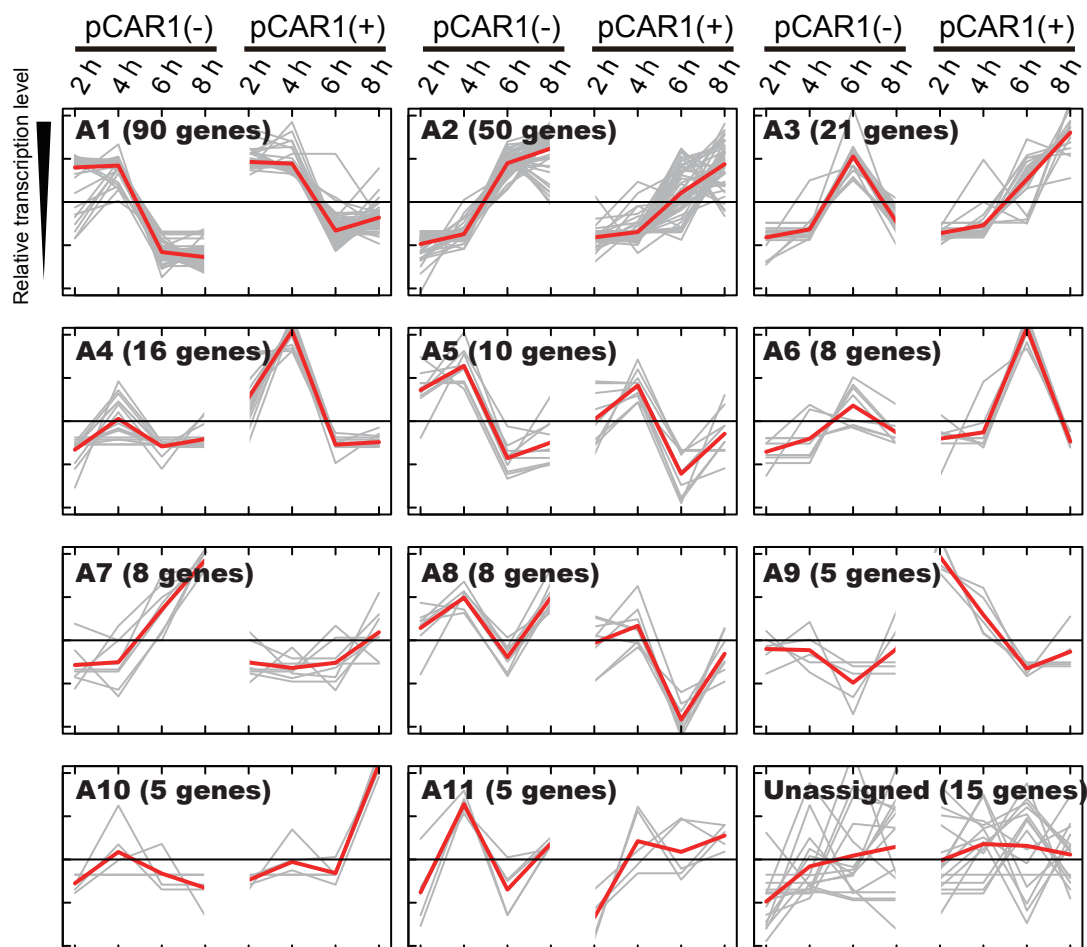 pCAR1(-) pCAR1(+) pCAR1(-) pCAR1(+) pCAR1(-) pCAR1(+)
2 h 4 h 6 h 8 h 2 h 4 h 6 h 8 h 2 h 4 h 6 h 8 h 2 h 4 h 6 h 8 h 2 h 4 h 6 h 8 h 2 h 4 h 6 h 8 h
Relative transcription level
A1 (90 genes) A2 (50 genes) A3 (21 genes)
A4 (16 genes) A5 (10 genes) A6 (8 genes)
A7 (8 genes) A8 (8 genes) A9 (5 genes)
A10 (5 genes) A11 (5 genes) Unassigned (15 genes)